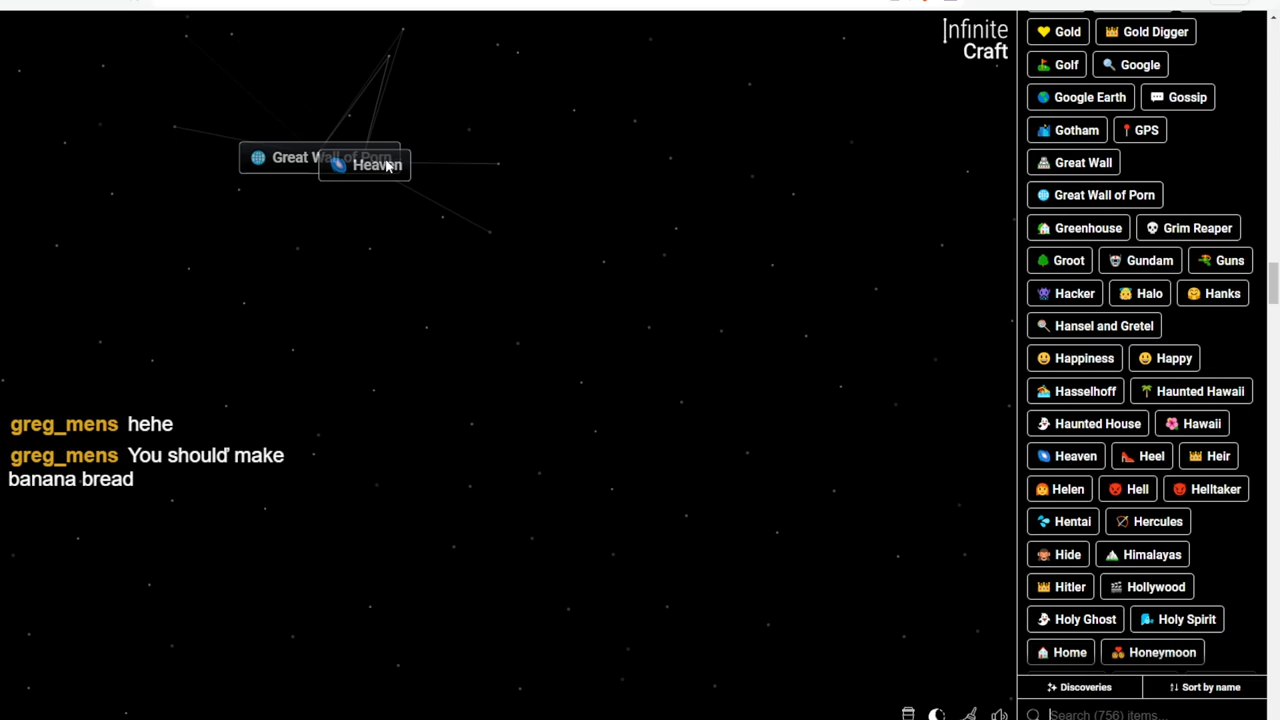 Infinite
Craft
Great Wall of Porn
Heaven
greg_mens hehe
greg_mens You should make
banana bread
Gold Gold Digger
Golf Google
Google Earth Gossip
Gotham GPS
Great Wall
Great Wall of Porn
Greenhouse Grim Reaper
Groot Gundam Guns
Hacker Halo Hanks
Hansel and Gretel
Happiness Happy
Hasselhoff Haunted Hawaii
Haunted House Hawaii
Heaven Heel Heir
Helen Hell Helltaker
Hentai Hercules
Hide Himalayas
Hitler Hollywood
Holy Ghost Holy Spirit
Home Honeymoon
Discoveries Sort by name
Search (756) items...